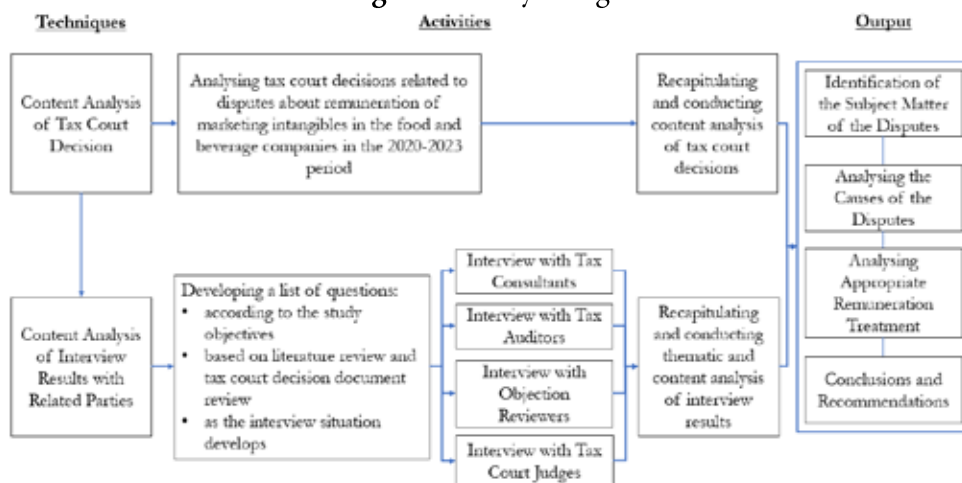 Techniques
Activities
Output
Content Analysis
of Tax Court
Decision
Analysing tax court decisions related to
disputes about remuneration of
marketing intangibles in the food and
beverage companies in the 2020-2023
period
Recapitulating
and conducting
content analysis
of tax court
decisions
Identification of
the Subject Matter
of the Disputes
Analysing the
Causes of the
Disputes
Analysing
Appropriate
Remuneration
Treatment
Conclusions and
Recommendations
Content Analysis
of Interview
Results with
Related Parties
Developing a list of questions:
• according to the study
objectives
• based on literature review and
tax court decision document
review
• as the interview situation
develops
Interview with Tax
Consultants
Interview with Tax
Auditors
Interview with
Objection
Reviewers
Interview with Tax
Court Judges
Recapitulating
and conducting
thematic and
content analysis
of interview
results